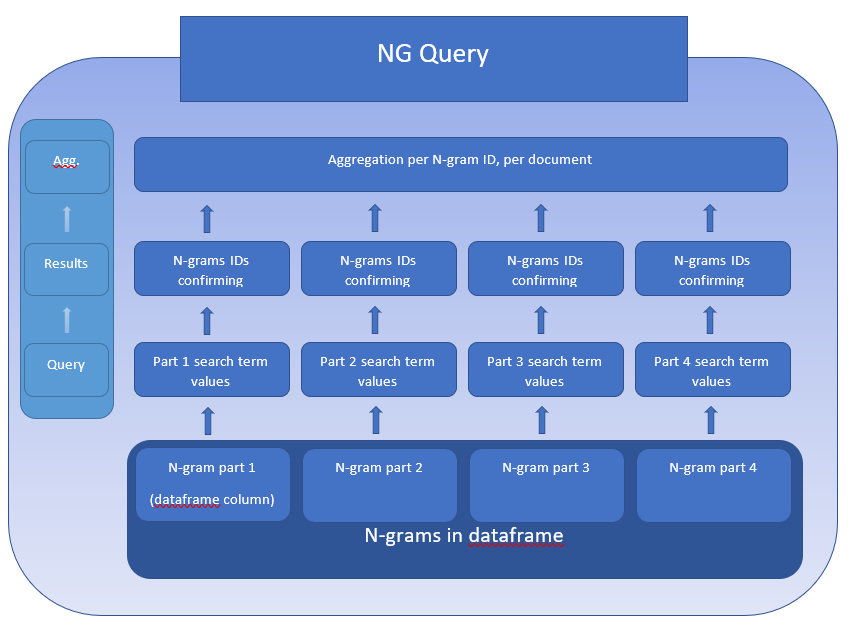 NG Query
Agg.
Aggregation per N-gram ID, per document
Results
N-grams IDs
confirming
N-grams IDs
confirming
N-grams IDs
confirming
N-grams IDs
confirming
Query
Part 1 search term
values
Part 2 search term
values
Part 3 search term
values
Part 4 search term
values
N-gram part 1
(dataframe column)
N-gram part 2
N-gram part 3
N-gram part 4
N-grams in dataframe